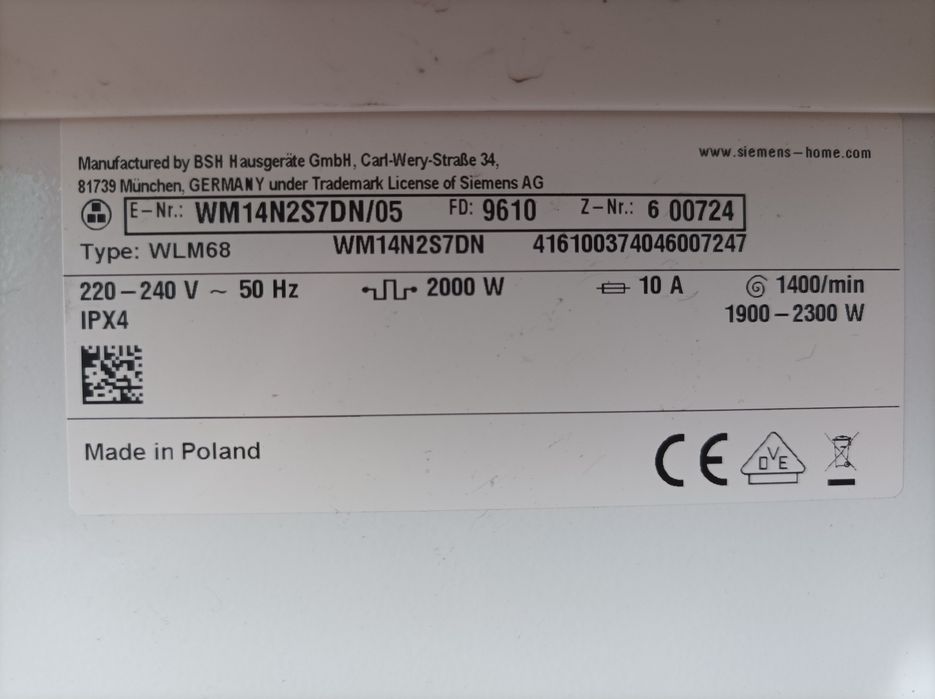 Manufactured by BSH Hausgeräte GmbH, Carl-Wery-Straße 34,
www.siemens-home.com
81739 München, GERMANY under Trademark License of Siemens AG
E-Nr.: WM14N2S7DN/05 FD: 9610 Z-Nr.: 6 00724
Type: WLM68 WM14N2S7DN 416100374046007247
220-240 V ~ 50 Hz 2000 W 10 A 1400/min
IPX4 1900-2300 W
Made in Poland CE OVE